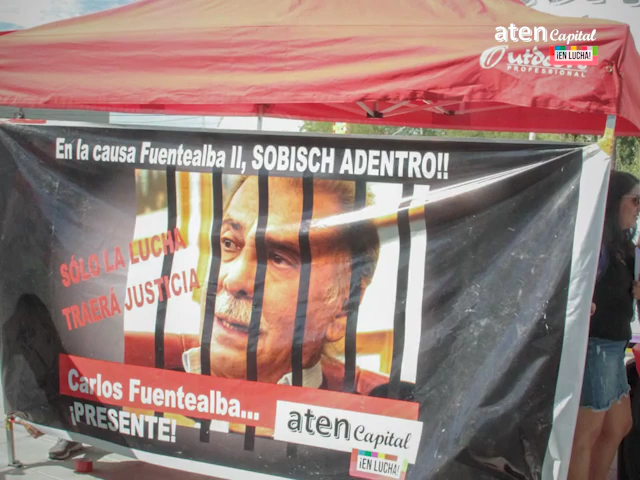 aten Capital
¡EN LUCHA!
Outdoors
PROFESSIONAL
En la causa Fuentealba II, SOBISCH ADENTRO!!
SÓLO LA LUCHA
TRAERÁ JUSTICIA
Carlos Fuentealba...
¡PRESENTE!
aten Capital
¡EN LUCHA!